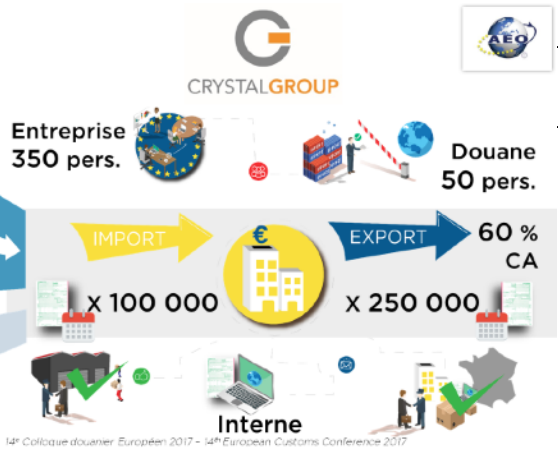 AEO
CRYSTALGROUP
Entreprise
350 pers.
Douane
50 pers.
IMPORT
€
EXPORT
60 %
CA
X 100 000
X 250 000
Interne
14e Colloque douanier Européen 2017 - 14th European Customs Conference 2017